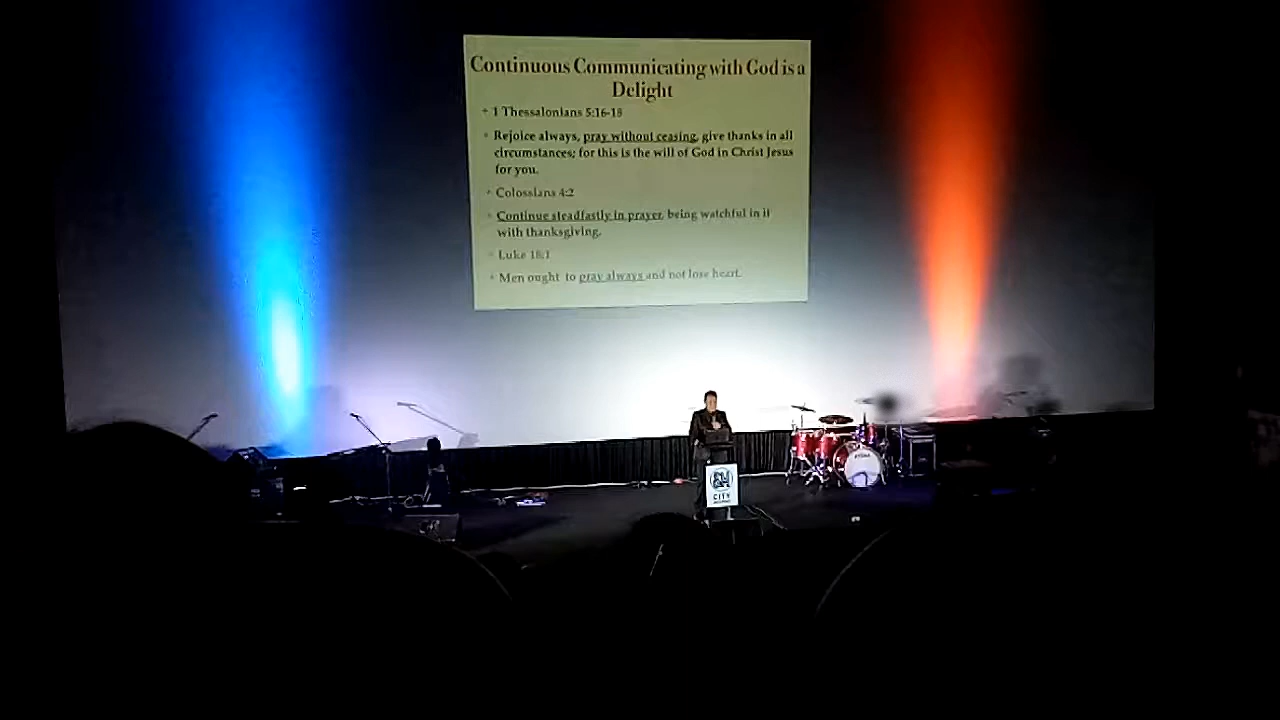 Continuous Communicating with God is a
Delight
1 Thessalonians 5:16-18
Rejoice always, pray without ceasing, give thanks in all
circumstances; for this is the will of God in Christ Jesus
for you.
Colossians 4:2
Continue steadfastly in prayer, being watchful in it
with thanksgiving.
Luke 18:1
Men ought to pray always and not lose heart.
SM
CITY